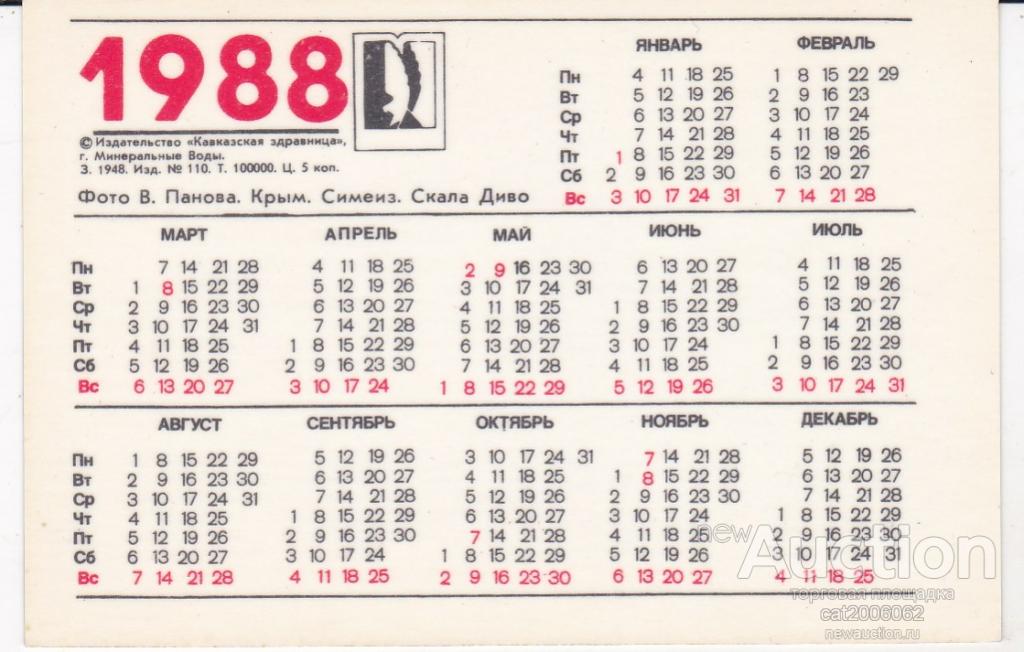 1988
© Издательство «Кавказская здравница»,
г. Минеральные Воды.
З. 1948. Изд. № 110. Т. 100000. Ц. 5 коп.
Фото В. Панова. Крым. Симеиз. Скала Диво
ЯНВАРЬ ФЕВРАЛЬ
Пн 4 11 18 25 1 8 15 22 29
Вт 5 12 19 26 2 9 16 23
Ср 6 13 20 27 3 10 17 24
Чт 7 14 21 28 4 11 18 25
Пт 1 8 15 22 29 5 12 19 26
Сб 2 9 16 23 30 6 13 20 27
Вс 3 10 17 24 31 7 14 21 28
МАРТ АПРЕЛЬ МАЙ ИЮНЬ ИЮЛЬ
Пн 7 14 21 28 4 11 18 25 2 9 16 23 30 6 13 20 27 4 11 18 25
Вт 1 8 15 22 29 5 12 19 26 3 10 17 24 31 7 14 21 28 5 12 19 26
Ср 2 9 16 23 30 6 13 20 27 4 11 18 25 1 8 15 22 29 6 13 20 27
Чт 3 10 17 24 31 7 14 21 28 5 12 19 26 2 9 16 23 30 7 14 21 28
Пт 4 11 18 25 1 8 15 22 29 6 13 20 27 3 10 17 24 1 8 15 22 29
Сб 5 12 19 26 2 9 16 23 30 7 14 21 28 4 11 18 25 2 9 16 23 30
Вс 6 13 20 27 3 10 17 24 1 8 15 22 29 5 12 19 26 3 10 17 24 31
АВГУСТ СЕНТЯБРЬ ОКТЯБРЬ НОЯБРЬ ДЕКАБРЬ
Пн 1 8 15 22 29 5 12 19 26 3 10 17 24 31 7 14 21 28 5 12 19 26
Вт 2 9 16 23 30 6 13 20 27 4 11 18 25 1 8 15 22 29 6 13 20 27
Ср 3 10 17 24 31 7 14 21 28 5 12 19 26 2 9 16 23 30 7 14 21 28
Чт 4 11 18 25 1 8 15 22 29 6 13 20 27 3 10 17 24 1 8 15 22 29
Пт 5 12 19 26 2 9 16 23 30 7 14 21 28 4 11 18 25 2 9 16 23 30
Сб 6 13 20 27 3 10 17 24 1 8 15 22 29 5 12 19 26 3 10 17 24 31
Вс 7 14 21 28 4 11 18 25 2 9 16 23 30 6 13 20 27 4 11 18 25
newAuction
торговая площадка
cat2006062
newauction.ru